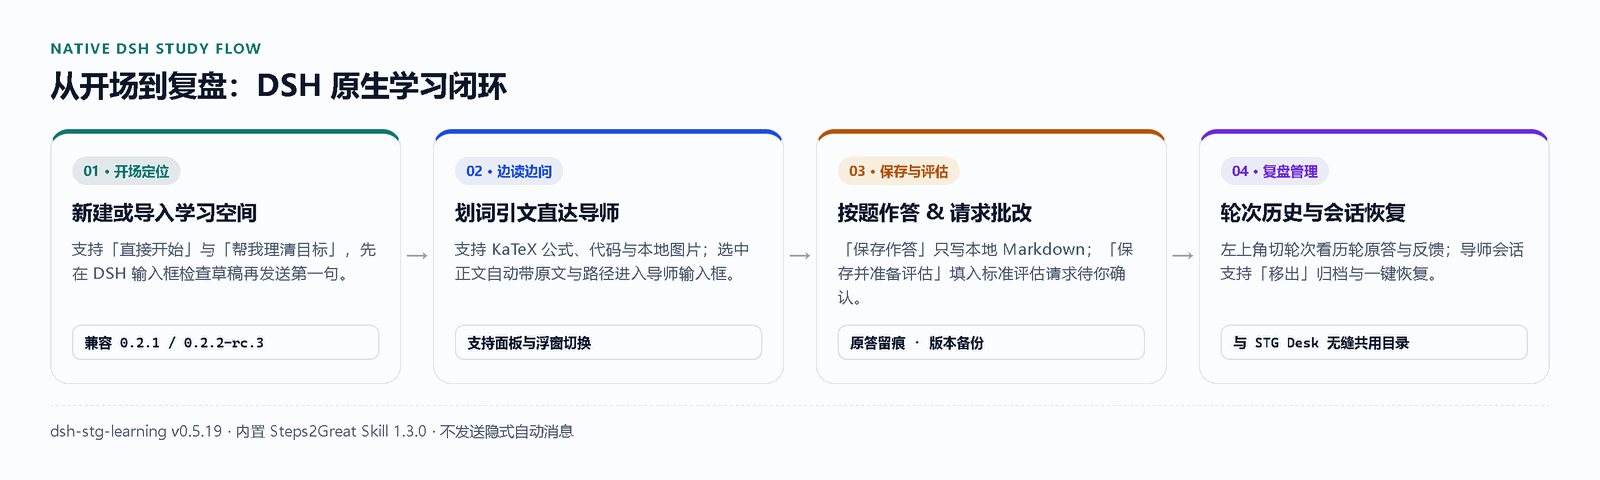 NATIVE DSH STUDY FLOW
从开场到复盘：DSH 原生学习闭环
01 • 开场定位
新建或导入学习空间
支持「直接开始」与「帮我理清目标」，先
在 DSH 输入框检查草稿再发送第一句。
兼容 0.2.1 / 0.2.2-rc.3
→
02 • 边读边问
划词引文直达导师
支持 KaTeX 公式、代码与本地图片；选中
正文自动带原文与路径进入导师输入框。
支持面板与浮窗切换
→
03 • 保存与评估
按题作答 & 请求批改
「保存作答」只写本地 Markdown；「保
存并准备评估」填入标准评估请求待你确
认。
原答留痕 · 版本备份
→
04 • 复盘管理
轮次历史与会话恢复
左上角切轮次看历轮原答与反馈；导师会话
支持「移出」归档与一键恢复。
与 STG Desk 无缝共用目录
dsh-stg-learning v0.5.19 · 内置 Steps2Great Skill 1.3.0 · 不发送隐式自动消息